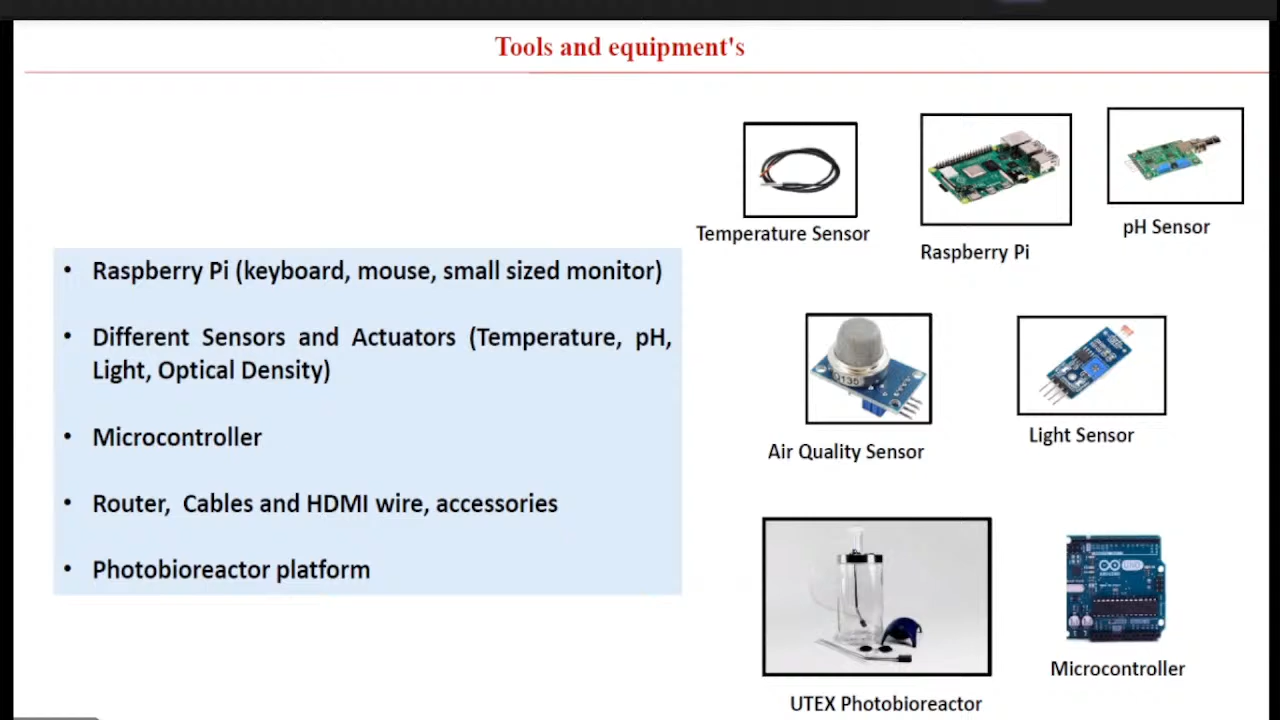 Tools and equipment's
• Raspberry Pi (keyboard, mouse, small sized monitor)
• Different Sensors and Actuators (Temperature, pH,
Light, Optical Density)
• Microcontroller
• Router, Cables and HDMI wire, accessories
• Photobioreactor platform
Temperature Sensor
Raspberry Pi
pH Sensor
Air Quality Sensor
Light Sensor
UNO
UTEX Photobioreactor
Microcontroller